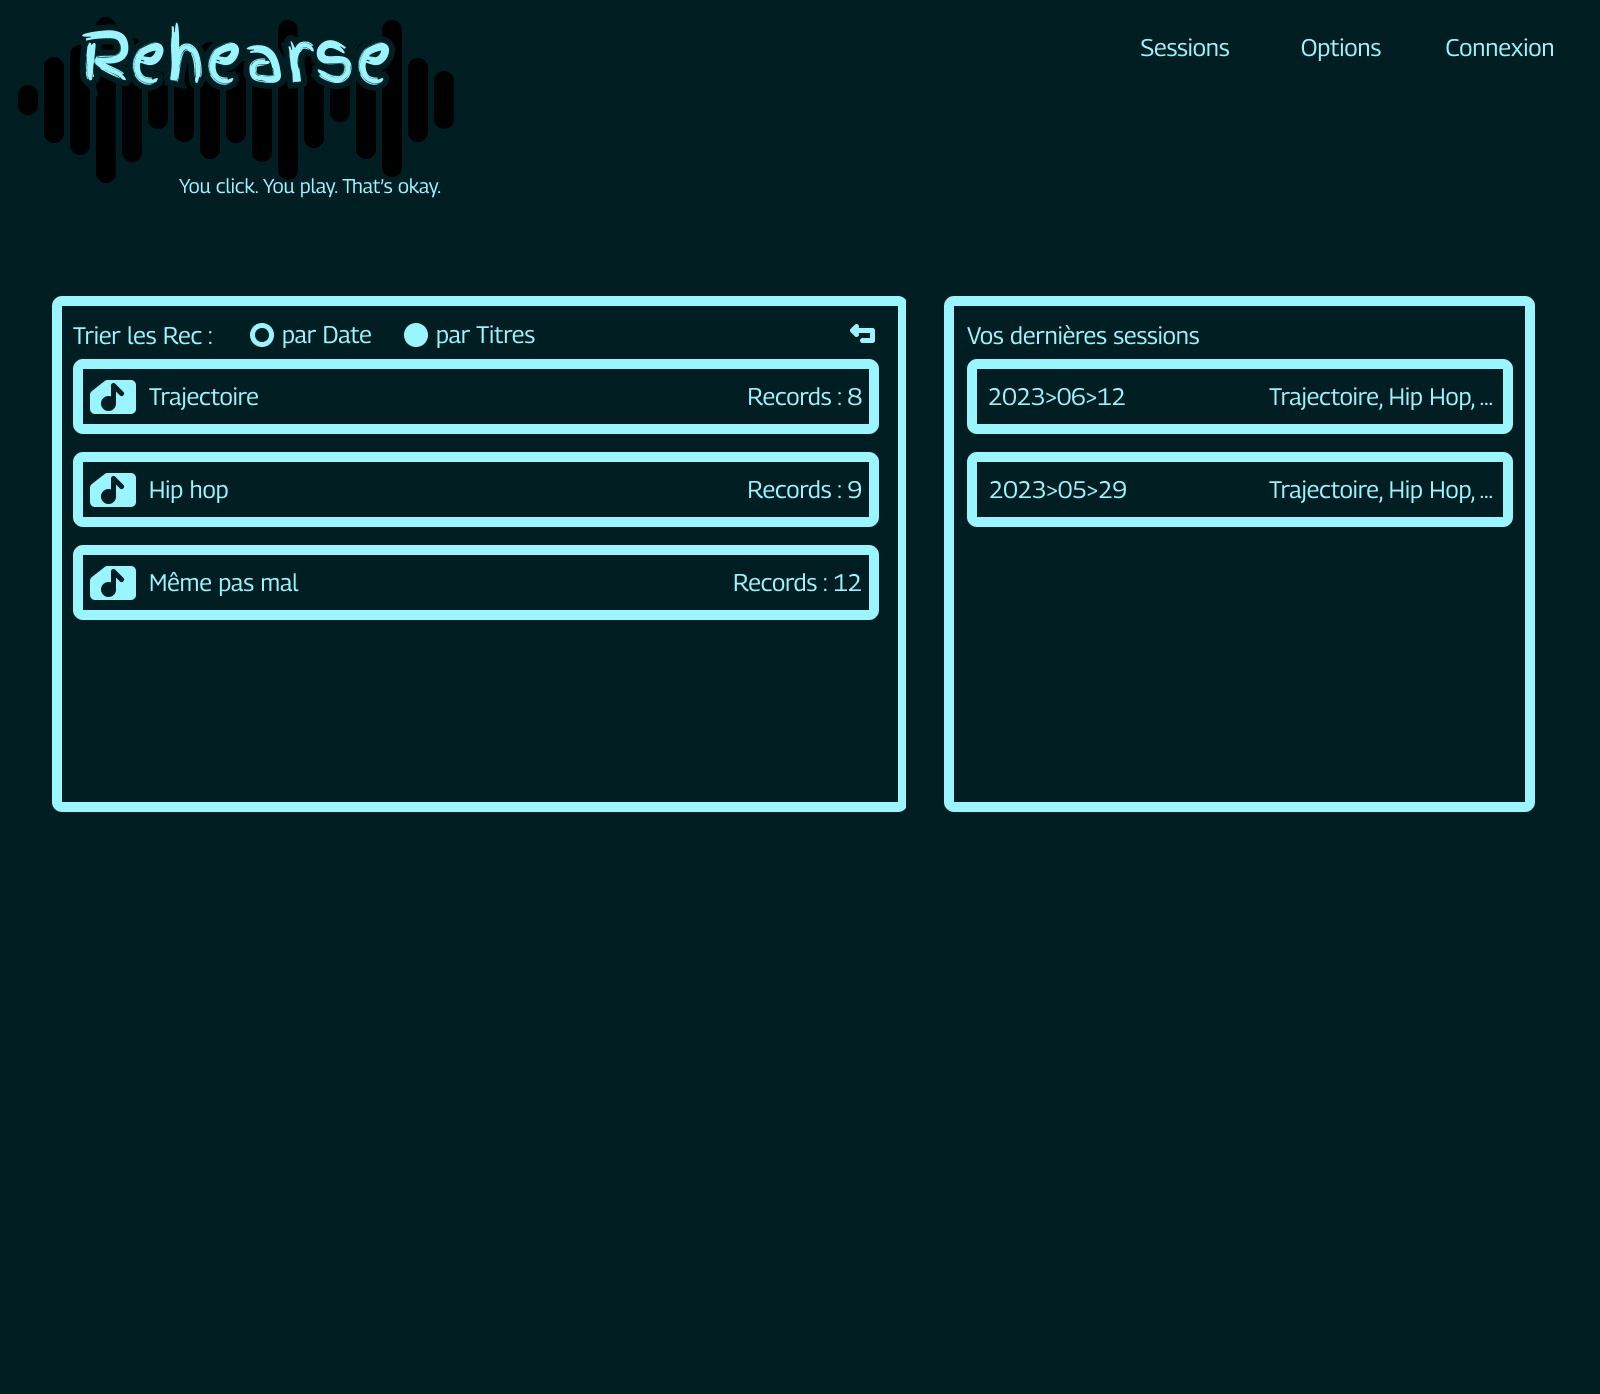 Rehearse
Sessions Options Connexion
You click. You play. That's okay.
Trier les Rec : par Date par Titres
Trajectoire Records : 8
Hip hop Records : 9
Même pas mal Records : 12
Vos dernières sessions
2023>06>12 Trajectoire, Hip Hop, ...
2023>05>29 Trajectoire, Hip Hop, ...